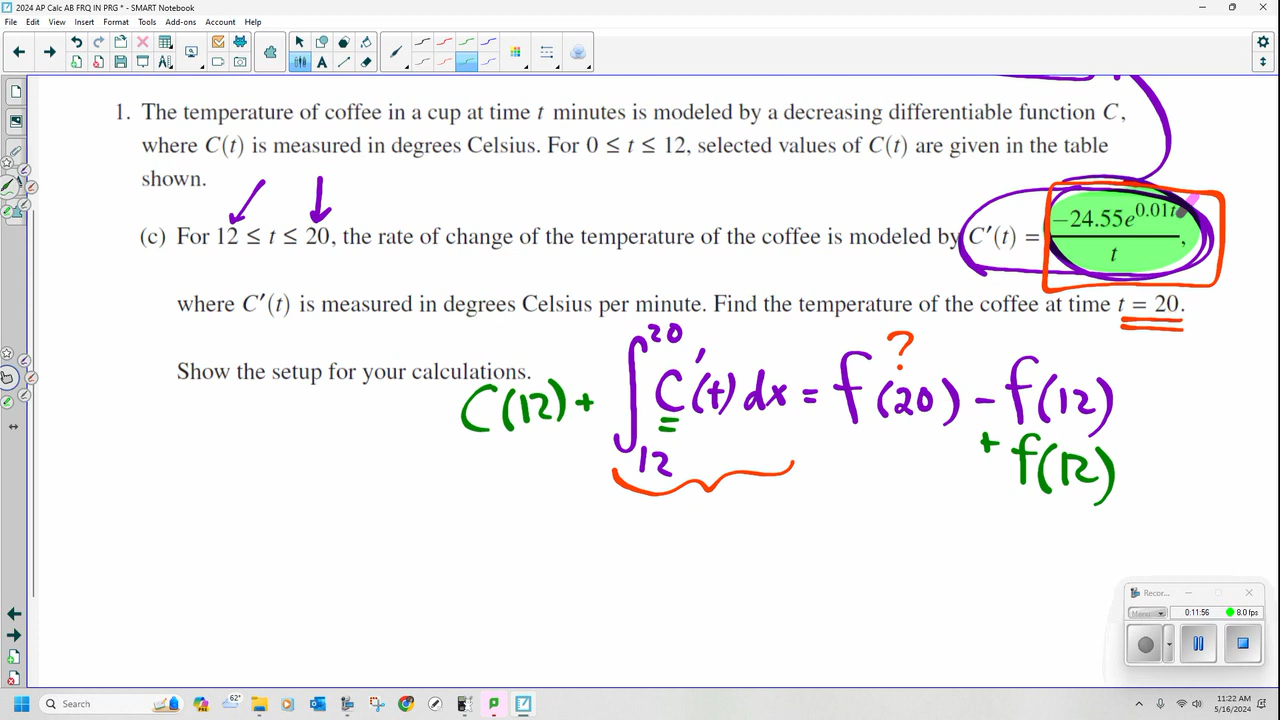 2024 AP Calc AB FRQ IN PRG * - SMART Notebook
File Edit View Insert Format Tools Add-ons Account Help
1. The temperature of coffee in a cup at time t minutes is modeled by a decreasing differentiable function C,
where C(t) is measured in degrees Celsius. For 0 ≤ t ≤ 12, selected values of C(t) are given in the table
shown.
(c) For 12 ≤ t ≤ 20, the rate of change of the temperature of the coffee is modeled by C′(t) = −24.55e^{0.01t}/t,
where C′(t) is measured in degrees Celsius per minute. Find the temperature of the coffee at time t = 20.
Show the setup for your calculations.
?
C(12) + ∫_{12}^{20} C′(t) dx = f(20) − f(12)
+ f(12)
Recor...
Menu 0:11:56 8.0 fps
Search
62°
11:22 AM
5/16/2024